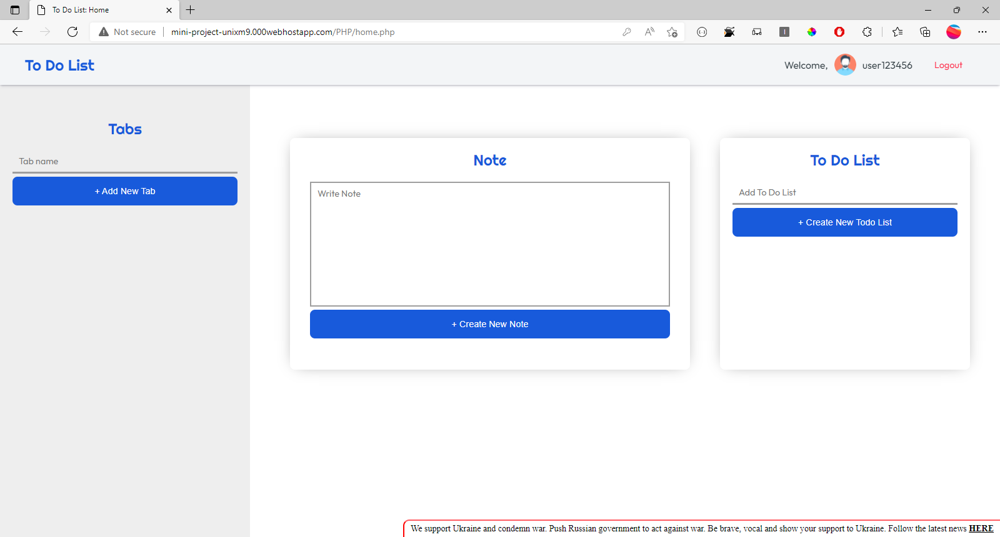 To Do List: Home
Not secure
mini-project-unixm9.000webhostapp.com/PHP/home.php
To Do List
Welcome, user123456 Logout
Tabs
Tab name
+ Add New Tab
Note
Write Note
+ Create New Note
To Do List
Add To Do List
+ Create New Todo List
We support Ukraine and condemn war. Push Russian government to act against war. Be brave, vocal and show your support to Ukraine. Follow the latest news HERE